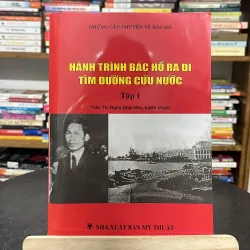 NHỮNG CÂU CHUYỆN VỀ BÁC HỒ
HÀNH TRÌNH BÁC HỒ RA ĐI
TÌM ĐƯỜNG CỨU NƯỚC
Tập 1
NHÀ XUẤT BẢN MỸ THUẬT